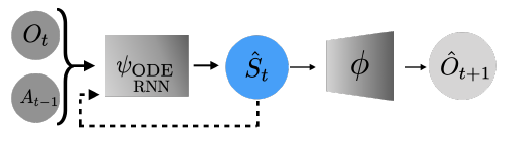 O_t
A_{t−1}
ψ_ODE
RNN
Ŝ_t
ϕ
Ô_{t+1}